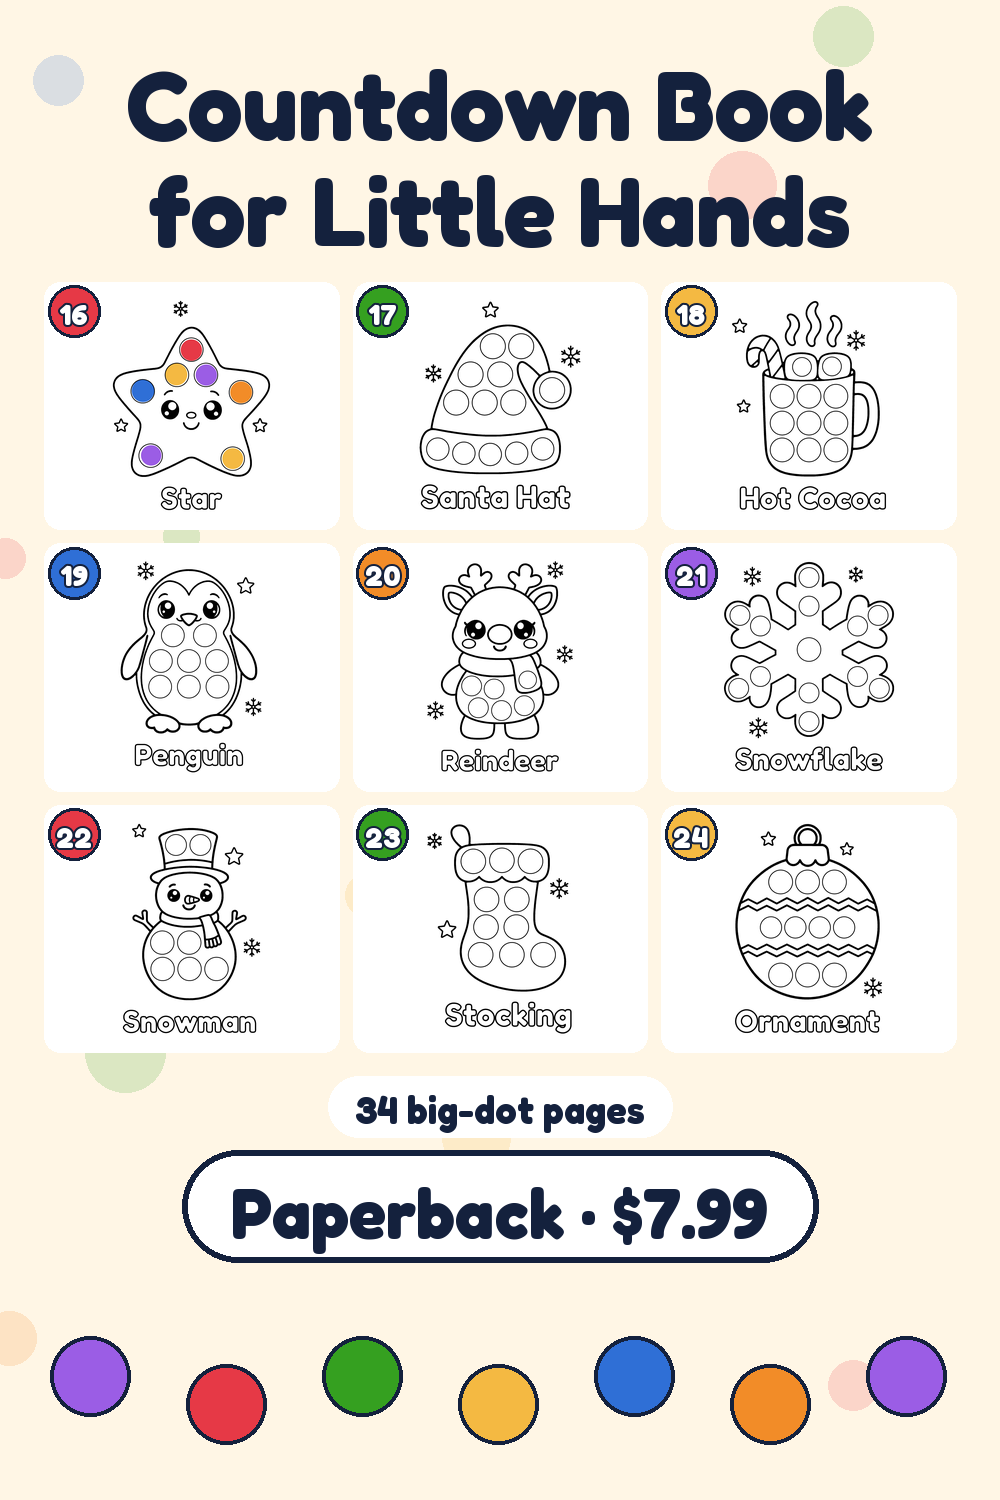 Countdown Book
for Little Hands
16
Star
17
Santa Hat
18
Hot Cocoa
19
Penguin
20
Reindeer
21
Snowflake
22
Snowman
23
Stocking
24
Ornament
34 big-dot pages
Paperback · $7.99